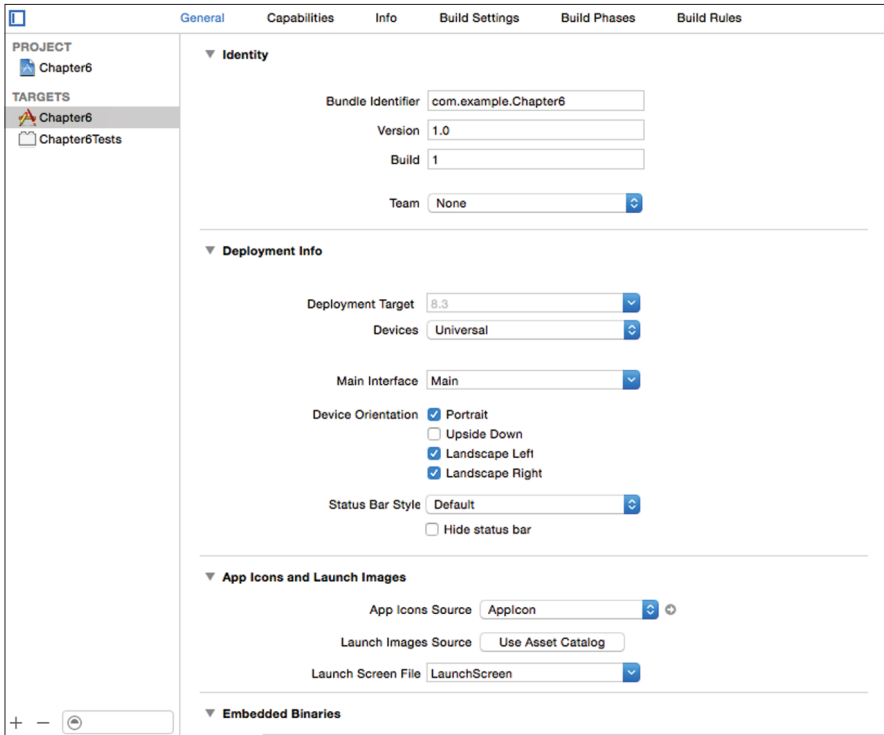 General Capabilities Info Build Settings Build Phases Build Rules
PROJECT
Chapter6
TARGETS
Chapter6
Chapter6Tests
Identity
Bundle Identifier com.example.Chapter6
Version 1.0
Build 1
Team None
Deployment Info
Deployment Target 8.3
Devices Universal
Main Interface Main
Device Orientation Portrait
Upside Down
Landscape Left
Landscape Right
Status Bar Style Default
Hide status bar
App Icons and Launch Images
App Icons Source AppIcon
Launch Images Source Use Asset Catalog
Launch Screen File LaunchScreen
Embedded Binaries